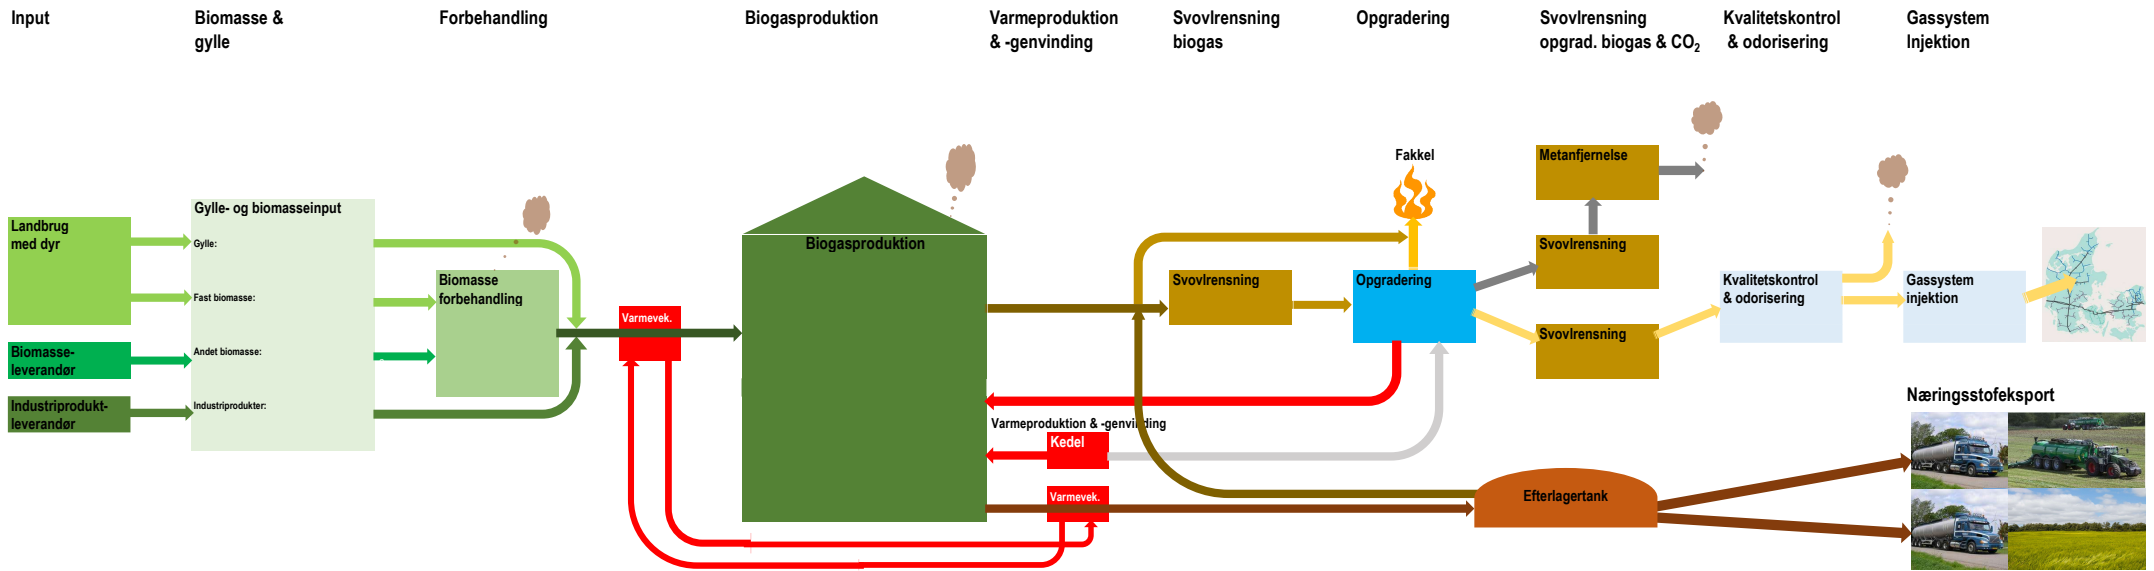 Input
Biomasse &
gylle
Forbehandling
Biogasproduktion
Varmeproduktion
& -genvinding
Svovlrensning
biogas
Opgradering
Svovlrensning
opgrad. biogas & CO₂
Kvalitetskontrol
& odorisering
Gassystem
Injektion
Landbrug
med dyr
Biomasse-
leverandør
Industriprodukt-
leverandør
Gylle- og biomasseinput
Gylle:
Fast biomasse:
Andet biomasse:
Industriprodukter:
Biomasse
forbehandling
Varmevek.
Biogasproduktion
Varmeproduktion & -genvinding
Kedel
Varmevek.
Svovlrensning
Fakkel
Opgradering
Metanfjernelse
Svovlrensning
Svovlrensning
Kvalitetskontrol
& odorisering
Gassystem
injektion
Efterlagertank
Næringsstofeksport